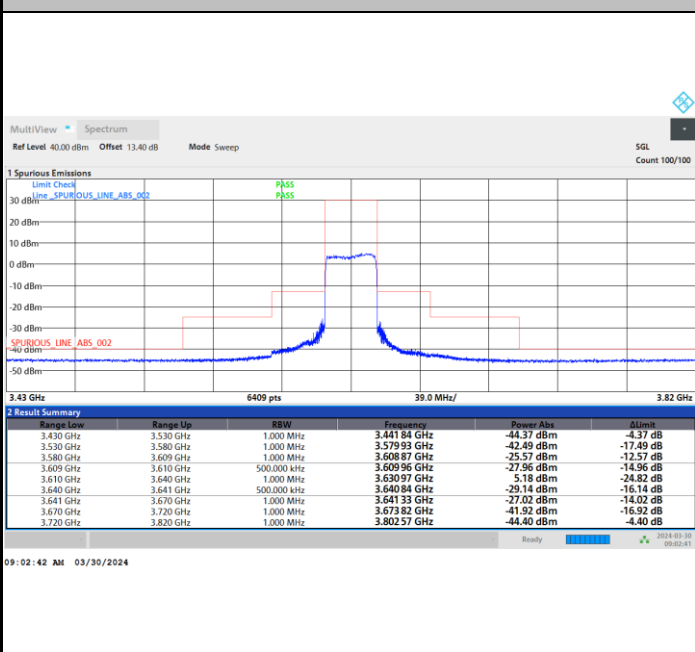 MultiView Spectrum
Ref Level 40.00 dBm Offset 13.40 dB Mode Sweep SGL
Count 100/100
1 Spurious Emissions
Limit Check PASS
Line _SPURIOUS_LINE_ABS_002 PASS
30 dBm
20 dBm
10 dBm
0 dBm
-10 dBm
-20 dBm
-30 dBm
SPURIOUS_LINE_ABS_002
-40 dBm
-50 dBm
3.43 GHz 6409 pts 39.0 MHz/ 3.82 GHz
2 Result Summary
Range Low Range Up RBW Frequency Power Abs ΔLimit
3.430 GHz 3.530 GHz 1.000 MHz 3.441 84 GHz -44.37 dBm -4.37 dB
3.530 GHz 3.580 GHz 1.000 MHz 3.579 93 GHz -42.49 dBm -17.49 dB
3.580 GHz 3.609 GHz 1.000 MHz 3.608 87 GHz -25.57 dBm -12.57 dB
3.609 GHz 3.610 GHz 500.000 kHz 3.609 96 GHz -27.96 dBm -14.96 dB
3.610 GHz 3.640 GHz 1.000 MHz 3.630 97 GHz 5.18 dBm -24.82 dB
3.640 GHz 3.641 GHz 500.000 kHz 3.640 84 GHz -29.14 dBm -16.14 dB
3.641 GHz 3.670 GHz 1.000 MHz 3.641 33 GHz -27.02 dBm -14.02 dB
3.670 GHz 3.720 GHz 1.000 MHz 3.673 82 GHz -41.92 dBm -16.92 dB
3.720 GHz 3.820 GHz 1.000 MHz 3.802 57 GHz -44.40 dBm -4.40 dB
Ready 2024-03-30
09:02:41
09:02:42 AM 03/30/2024